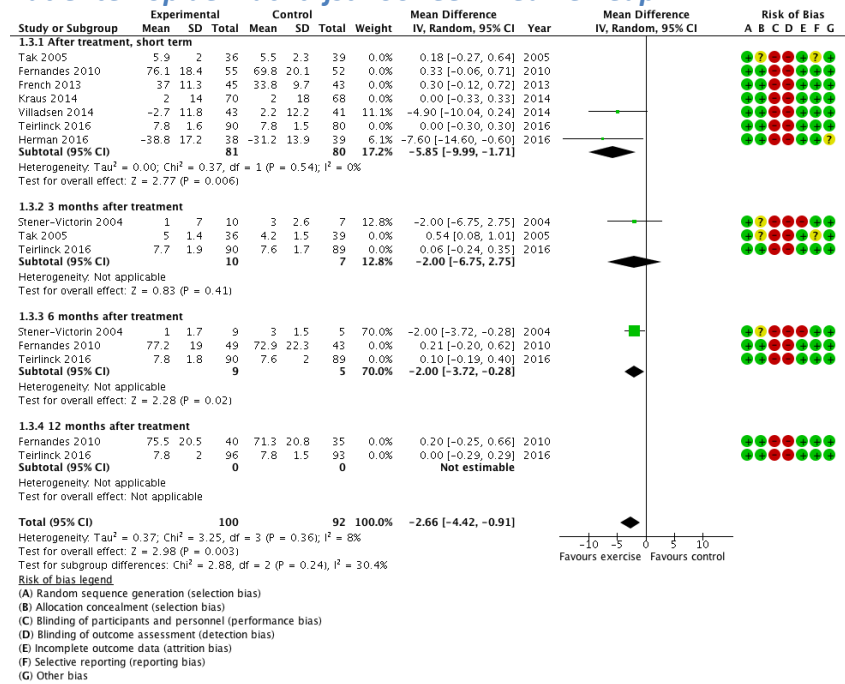 Experimental Control Mean Difference Mean Difference Risk of Bias
Study or Subgroup Mean SD Total Mean SD Total Weight IV, Random, 95% CI Year IV, Random, 95% CI A B C D E F G
1.3.1 After treatment, short term
Tak 2005 5.9 2 36 5.5 2.3 39 0.0% 0.18 [-0.27, 0.64] 2005 + ? - - + ? +
Fernandes 2010 76.1 18.4 55 69.8 20.1 52 0.0% 0.33 [-0.06, 0.71] 2010 + + - - + + +
French 2013 37 11.3 45 33.8 9.7 43 0.0% 0.30 [-0.12, 0.72] 2013 + + - - + + +
Kraus 2014 2 14 70 2 18 68 0.0% 0.00 [-0.33, 0.33] 2014 + + - - + + +
Villadsen 2014 -2.7 11.8 43 2.2 12.2 41 11.1% -4.90 [-10.04, 0.24] 2014 + + - - + + +
Teirlinck 2016 7.8 1.6 90 7.8 1.5 80 0.0% 0.00 [-0.30, 0.30] 2016 + + - - + + +
Herman 2016 -38.8 17.2 38 -31.2 13.9 39 6.1% -7.60 [-14.60, -0.60] 2016 + + - - + + ?
Subtotal (95% CI) 81 80 17.2% -5.85 [-9.99, -1.71]
Heterogeneity: Tau² = 0.00; Chi² = 0.37, df = 1 (P = 0.54); I² = 0%
Test for overall effect: Z = 2.77 (P = 0.006)
1.3.2 3 months after treatment
Stener-Victorin 2004 1 7 10 3 2.6 7 12.8% -2.00 [-6.75, 2.75] 2004 + ? - - - + +
Tak 2005 5 1.4 36 4.2 1.5 39 0.0% 0.54 [0.08, 1.01] 2005 + ? - - + ? +
Teirlinck 2016 7.7 1.9 90 7.6 1.7 89 0.0% 0.06 [-0.24, 0.35] 2016 + + - - + + +
Subtotal (95% CI) 10 7 12.8% -2.00 [-6.75, 2.75]
Heterogeneity: Not applicable
Test for overall effect: Z = 0.83 (P = 0.41)
1.3.3 6 months after treatment
Stener-Victorin 2004 1 1.7 9 3 1.5 5 70.0% -2.00 [-3.72, -0.28] 2004 + ? - - - + +
Fernandes 2010 77.2 19 49 72.9 22.3 43 0.0% 0.21 [-0.20, 0.62] 2010 + + - - + + +
Teirlinck 2016 7.8 1.8 90 7.6 2 89 0.0% 0.10 [-0.19, 0.40] 2016 + + - - + + +
Subtotal (95% CI) 9 5 70.0% -2.00 [-3.72, -0.28]
Heterogeneity: Not applicable
Test for overall effect: Z = 2.28 (P = 0.02)
1.3.4 12 months after treatment
Fernandes 2010 75.5 20.5 40 71.3 20.8 35 0.0% 0.20 [-0.25, 0.66] 2010 + + - - + + +
Teirlinck 2016 7.8 2 96 7.8 1.5 93 0.0% 0.00 [-0.29, 0.29] 2016 + + - - + + +
Subtotal (95% CI) 0 0 Not estimable
Heterogeneity: Not applicable
Test for overall effect: Not applicable
Total (95% CI) 100 92 100.0% -2.66 [-4.42, -0.91]
Heterogeneity: Tau² = 0.37; Chi² = 3.25, df = 3 (P = 0.36); I² = 8%
Test for overall effect: Z = 2.98 (P = 0.003)
Test for subgroup differences: Chi² = 2.88, df = 2 (P = 0.24), I² = 30.4%
-10 -5 0 5 10
Favours exercise Favours control
Risk of bias legend
(A) Random sequence generation (selection bias)
(B) Allocation concealment (selection bias)
(C) Blinding of participants and personnel (performance bias)
(D) Blinding of outcome assessment (detection bias)
(E) Incomplete outcome data (attrition bias)
(F) Selective reporting (reporting bias)
(G) Other bias